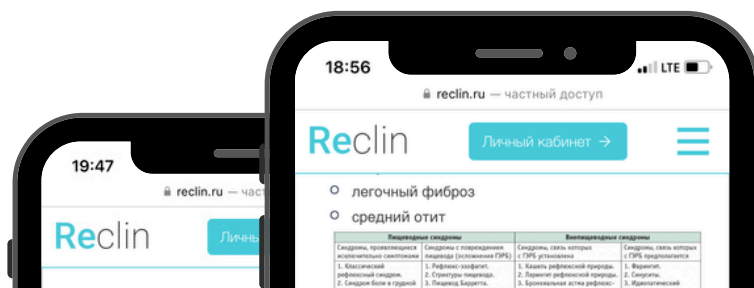 19:47
reclin.ru — част
Reclin
Личны
18:56
LTE
reclin.ru — частный доступ
Reclin
Личный кабинет →
легочный фиброз
средний отит
Пищеводные синдромы
Внепищеводные синдромы
Синдромы, проявляющиеся исключительно симптомами
Синдромы с повреждением пищевода (осложнения ГЭРБ)
Синдромы, связь которых с ГЭРБ установлена
Синдромы, связь которых с ГЭРБ предполагается
1. Классический рефлюксный синдром.
2. Синдром боли в грудной
1. Рефлюкс-эзофагит.
2. Стриктуры пищевода.
3. Пищевод Барретта.
1. Кашель рефлюксной природы.
2. Ларингит рефлюксной природы.
3. Бронхиальная астма рефлюкс-
1. Фарингит.
2. Синуситы.
3. Идиопатический